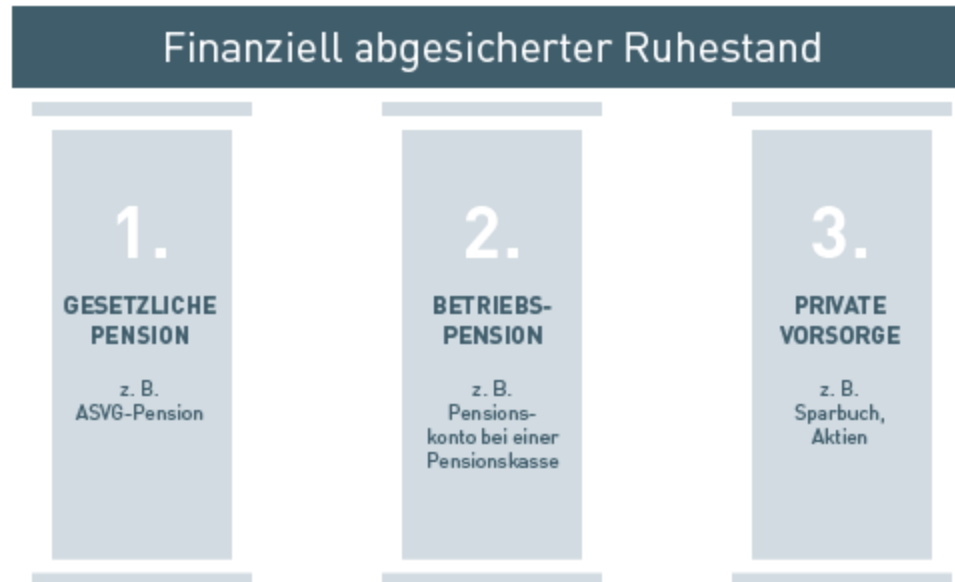 Finanziell abgesicherter Ruhestand
1.
GESETZLICHE
PENSION
z. B.
ASVG-Pension
2.
BETRIEBS-
PENSION
z. B.
Pensions-
konto bei einer
Pensionskasse
3.
PRIVATE
VORSORGE
z. B.
Sparbuch,
Aktien